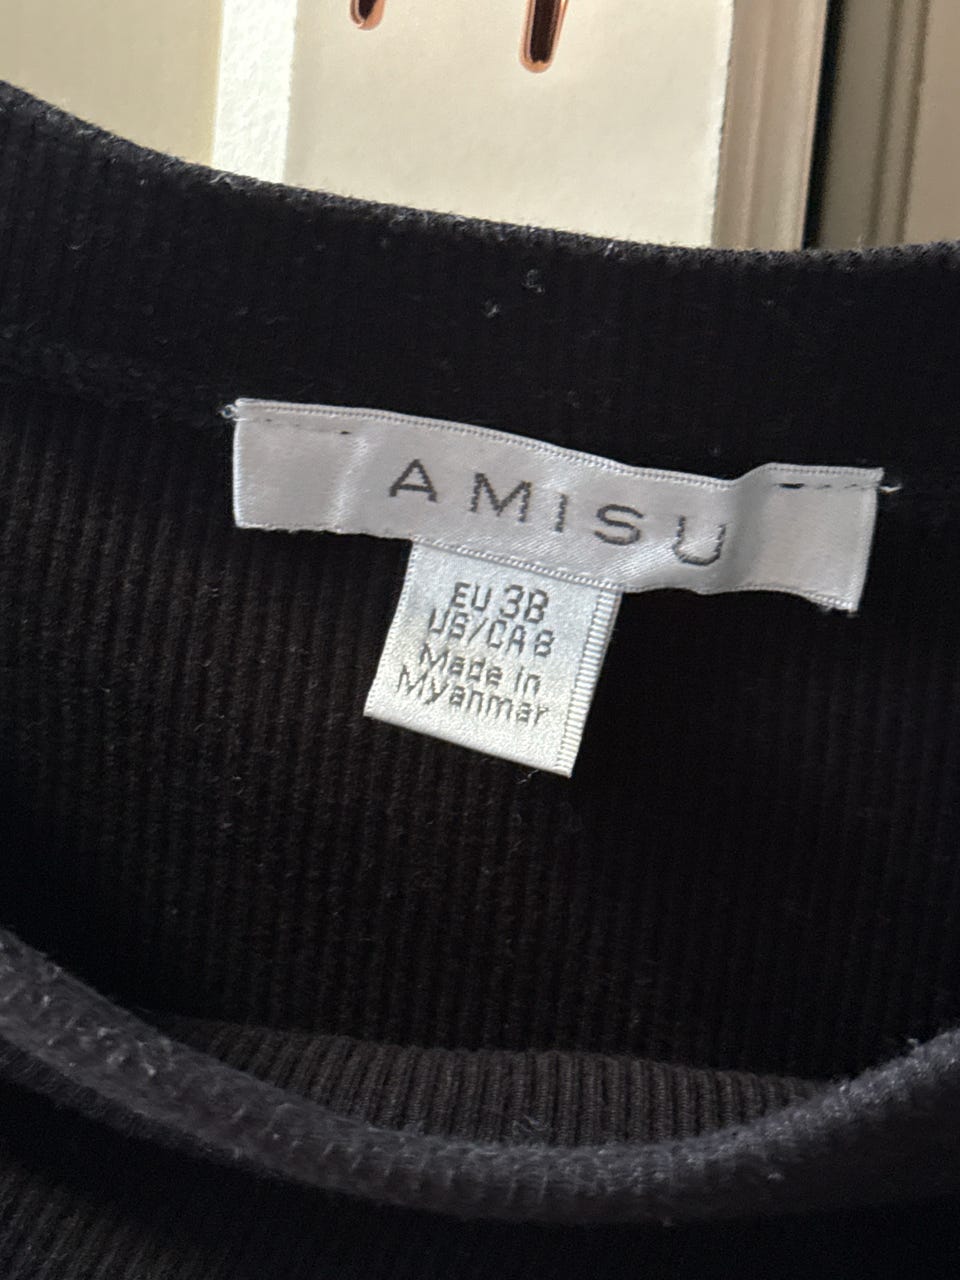 AMISU
EU 38
US/CA 8
Made in
Myanmar